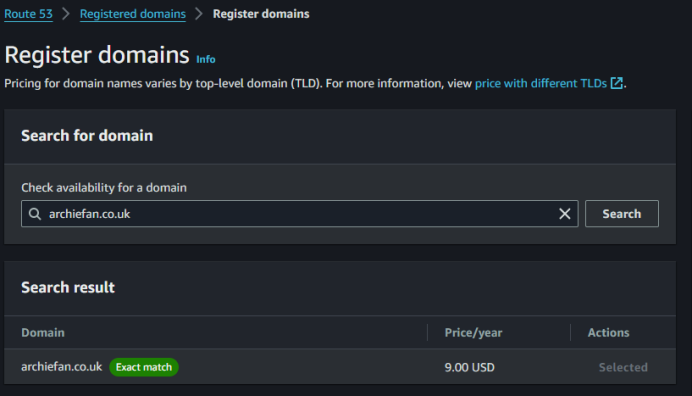 Route 53 > Registered domains > Register domains
Register domains Info
Pricing for domain names varies by top-level domain (TLD). For more information, view price with different TLDs.
Search for domain
Check availability for a domain
archiefan.co.uk Search
Search result
Domain Price/year Actions
archiefan.co.uk Exact match 9.00 USD Selected